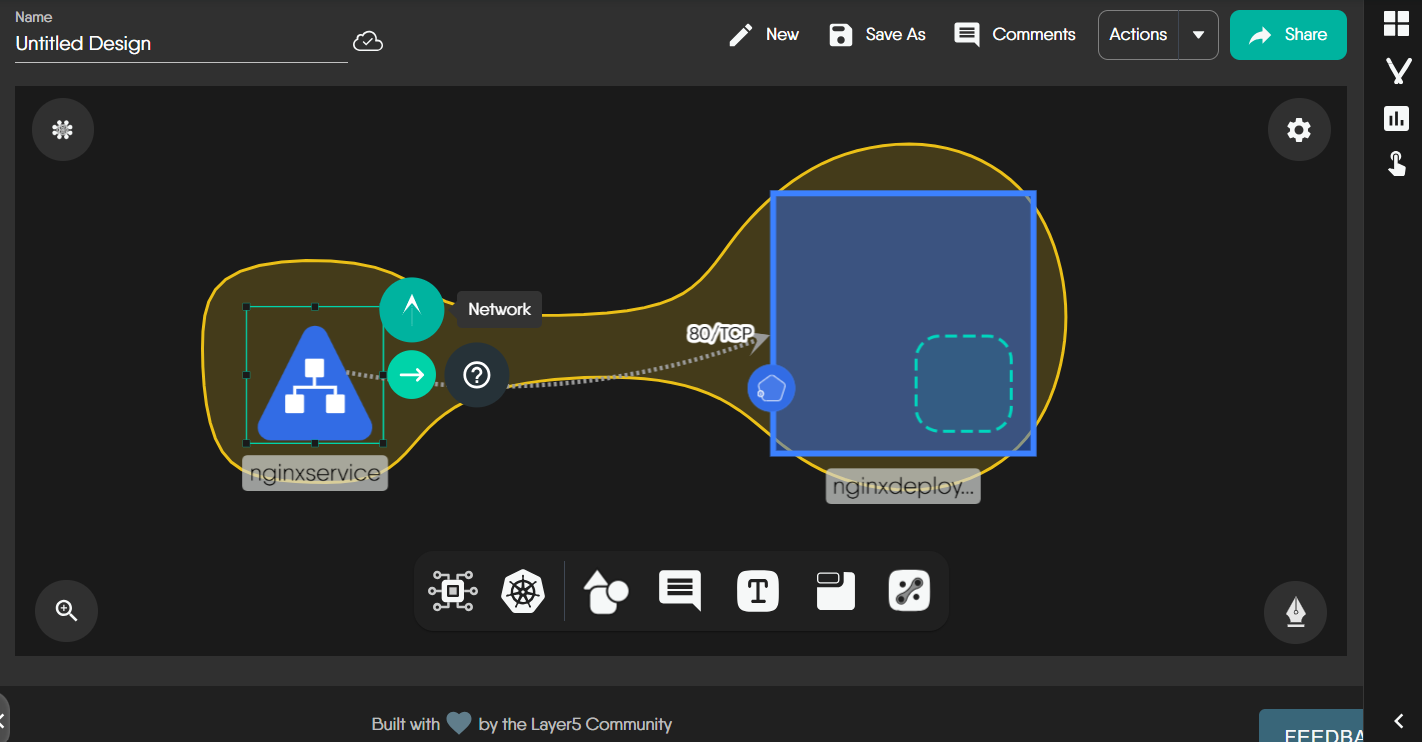 Name
Untitled Design
New
Save As
Comments
Actions
Share
Network
80/TCP
nginxservice
nginxdeploy...
T
Built with
by the Layer5 Community
FEEDBA